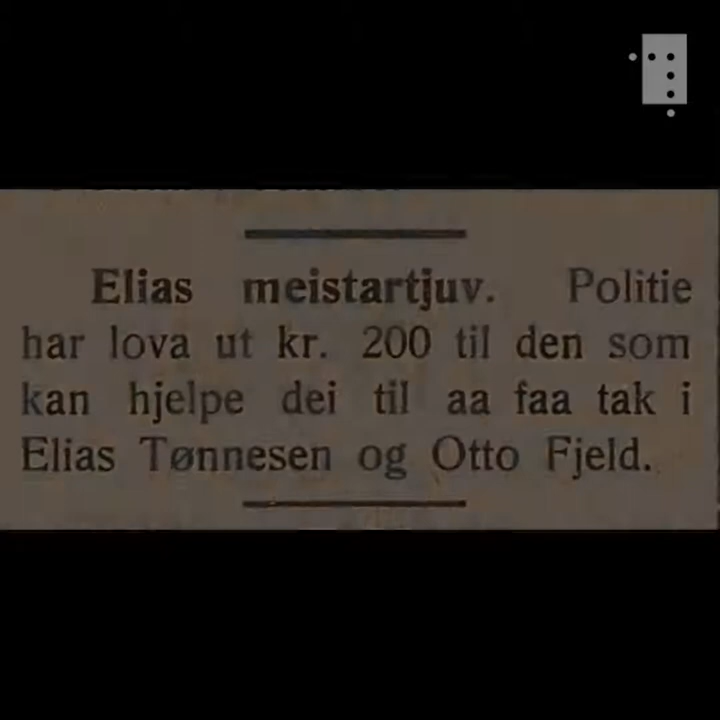 Elias meistartjuv. Politie
har lova ut kr. 200 til den som
kan hjelpe dei til aa faa tak i
Elias Tønnesen og Otto Fjeld.